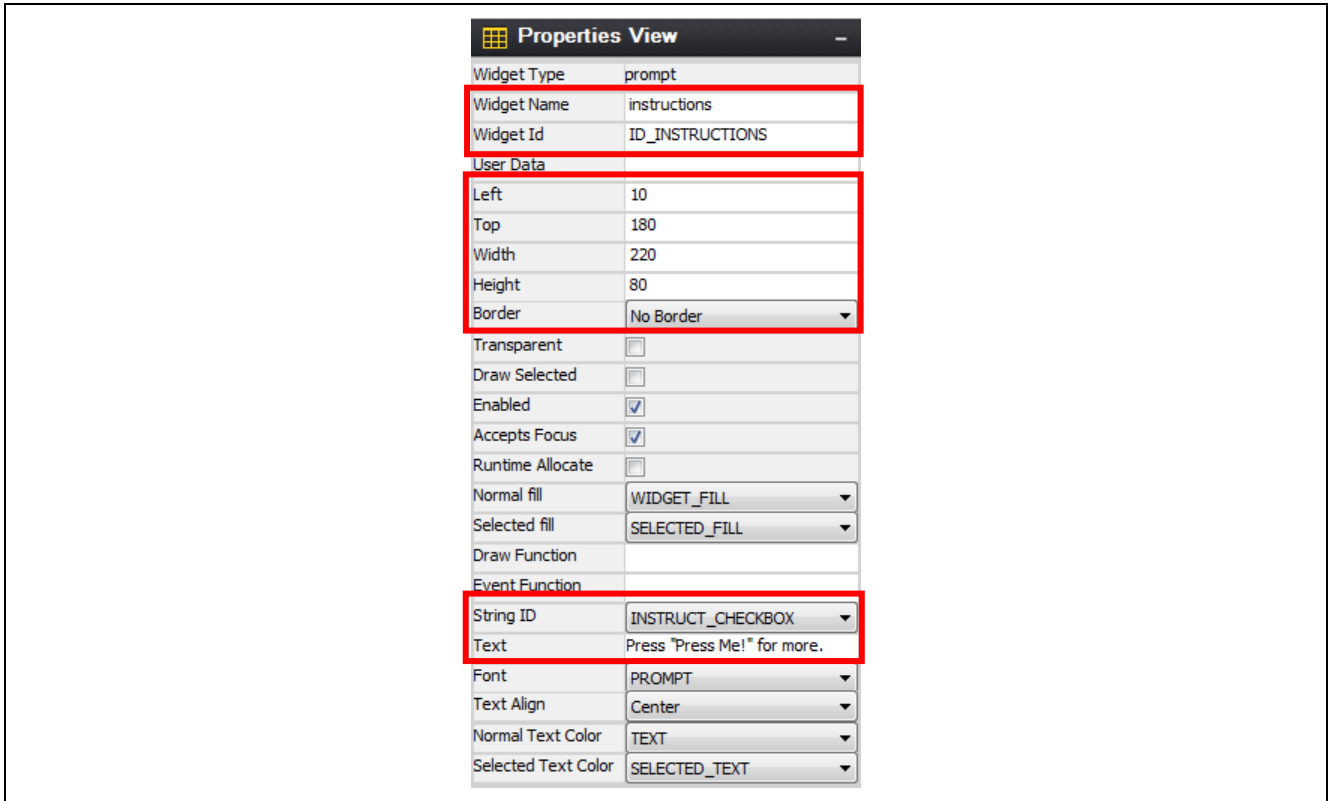 Properties View
Widget Type prompt
Widget Name instructions
Widget Id ID_INSTRUCTIONS
User Data
Left 10
Top 180
Width 220
Height 80
Border No Border
Transparent
Draw Selected
Enabled
Accepts Focus
Runtime Allocate
Normal fill WIDGET_FILL
Selected fill SELECTED_FILL
Draw Function
Event Function
String ID INSTRUCT_CHECKBOX
Text Press "Press Me!" for more.
Font PROMPT
Text Align Center
Normal Text Color TEXT
Selected Text Color SELECTED_TEXT